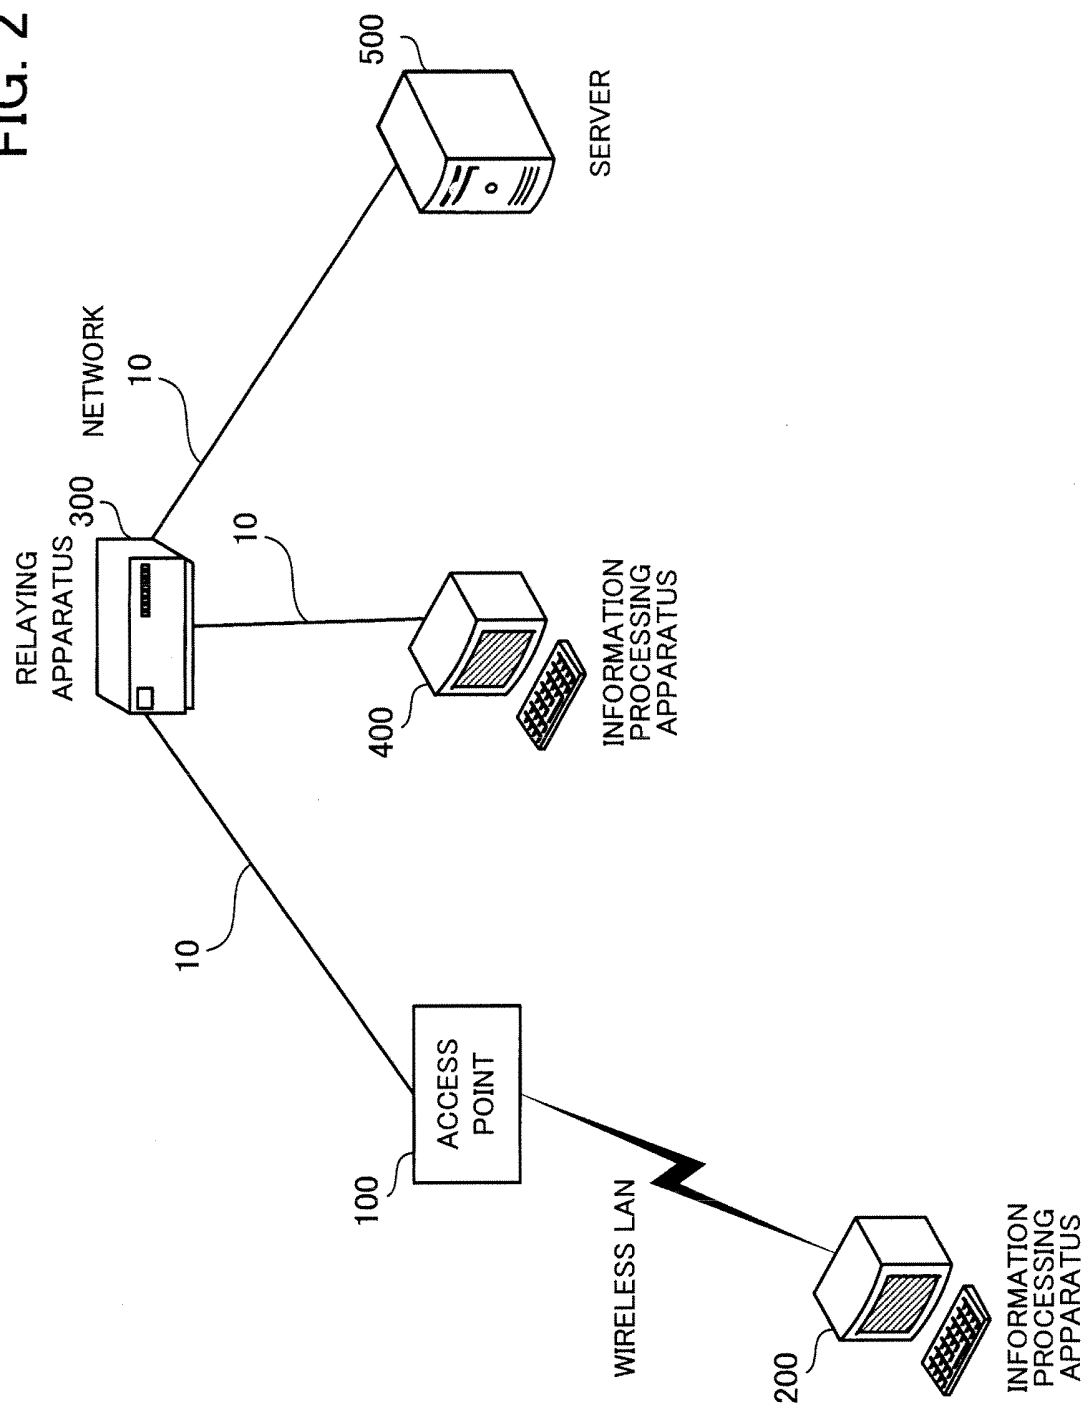 FIG. 2
RELAYING
APPARATUS
300
NETWORK
10
10
10
500
SERVER
400
INFORMATION
PROCESSING
APPARATUS
100
ACCESS
POINT
WIRELESS LAN
200
INFORMATION
PROCESSING
APPARATUS